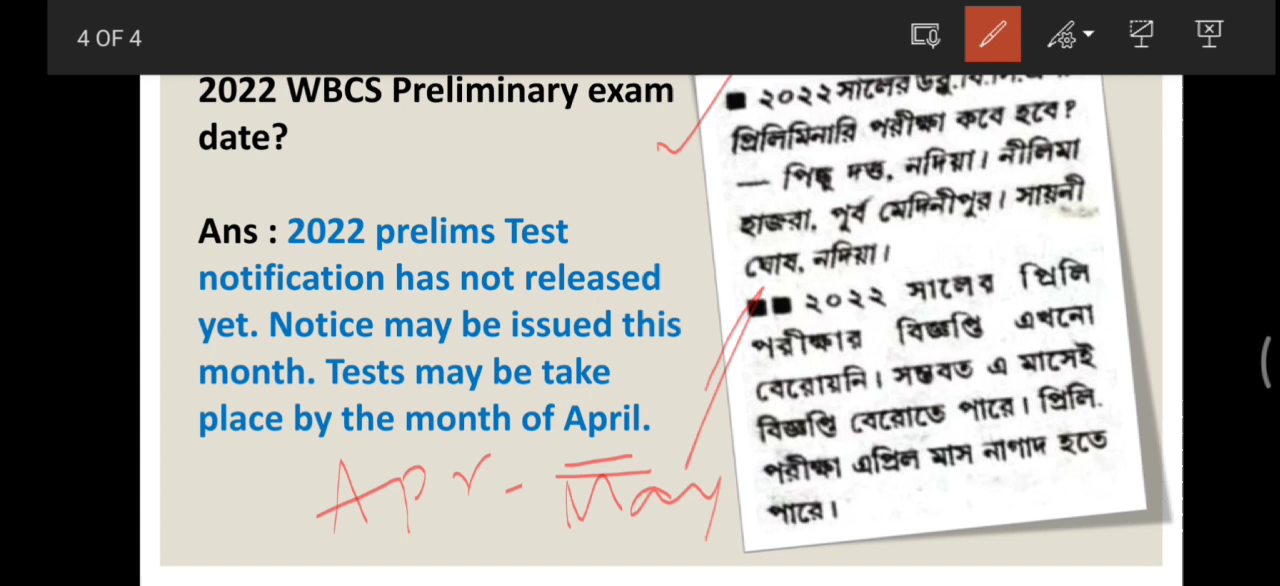 4 OF 4
2022 WBCS Preliminary exam
date?
Ans : 2022 prelims Test
notification has not released
yet. Notice may be issued this
month. Tests may be take
place by the month of April.
Apr - May
■ ২০২২ সালের ডব্লু.বি.সি.
প্রিলিমিনারি পরীক্ষা কবে হবে?
— পিন্টু দত্ত, নদিয়া। নীলিমা
হাজরা, পূর্ব মেদিনীপুর। সায়নী
ঘোষ, নদিয়া।
■■ ২০২২ সালের প্রিলি
পরীক্ষার বিজ্ঞপ্তি এখনো
বেরোয়নি। সম্ভবত এ মাসেই
বিজ্ঞপ্তি বেরোতে পারে। প্রিলি.
পরীক্ষা এপ্রিল মাস নাগাদ হতে
পারে।